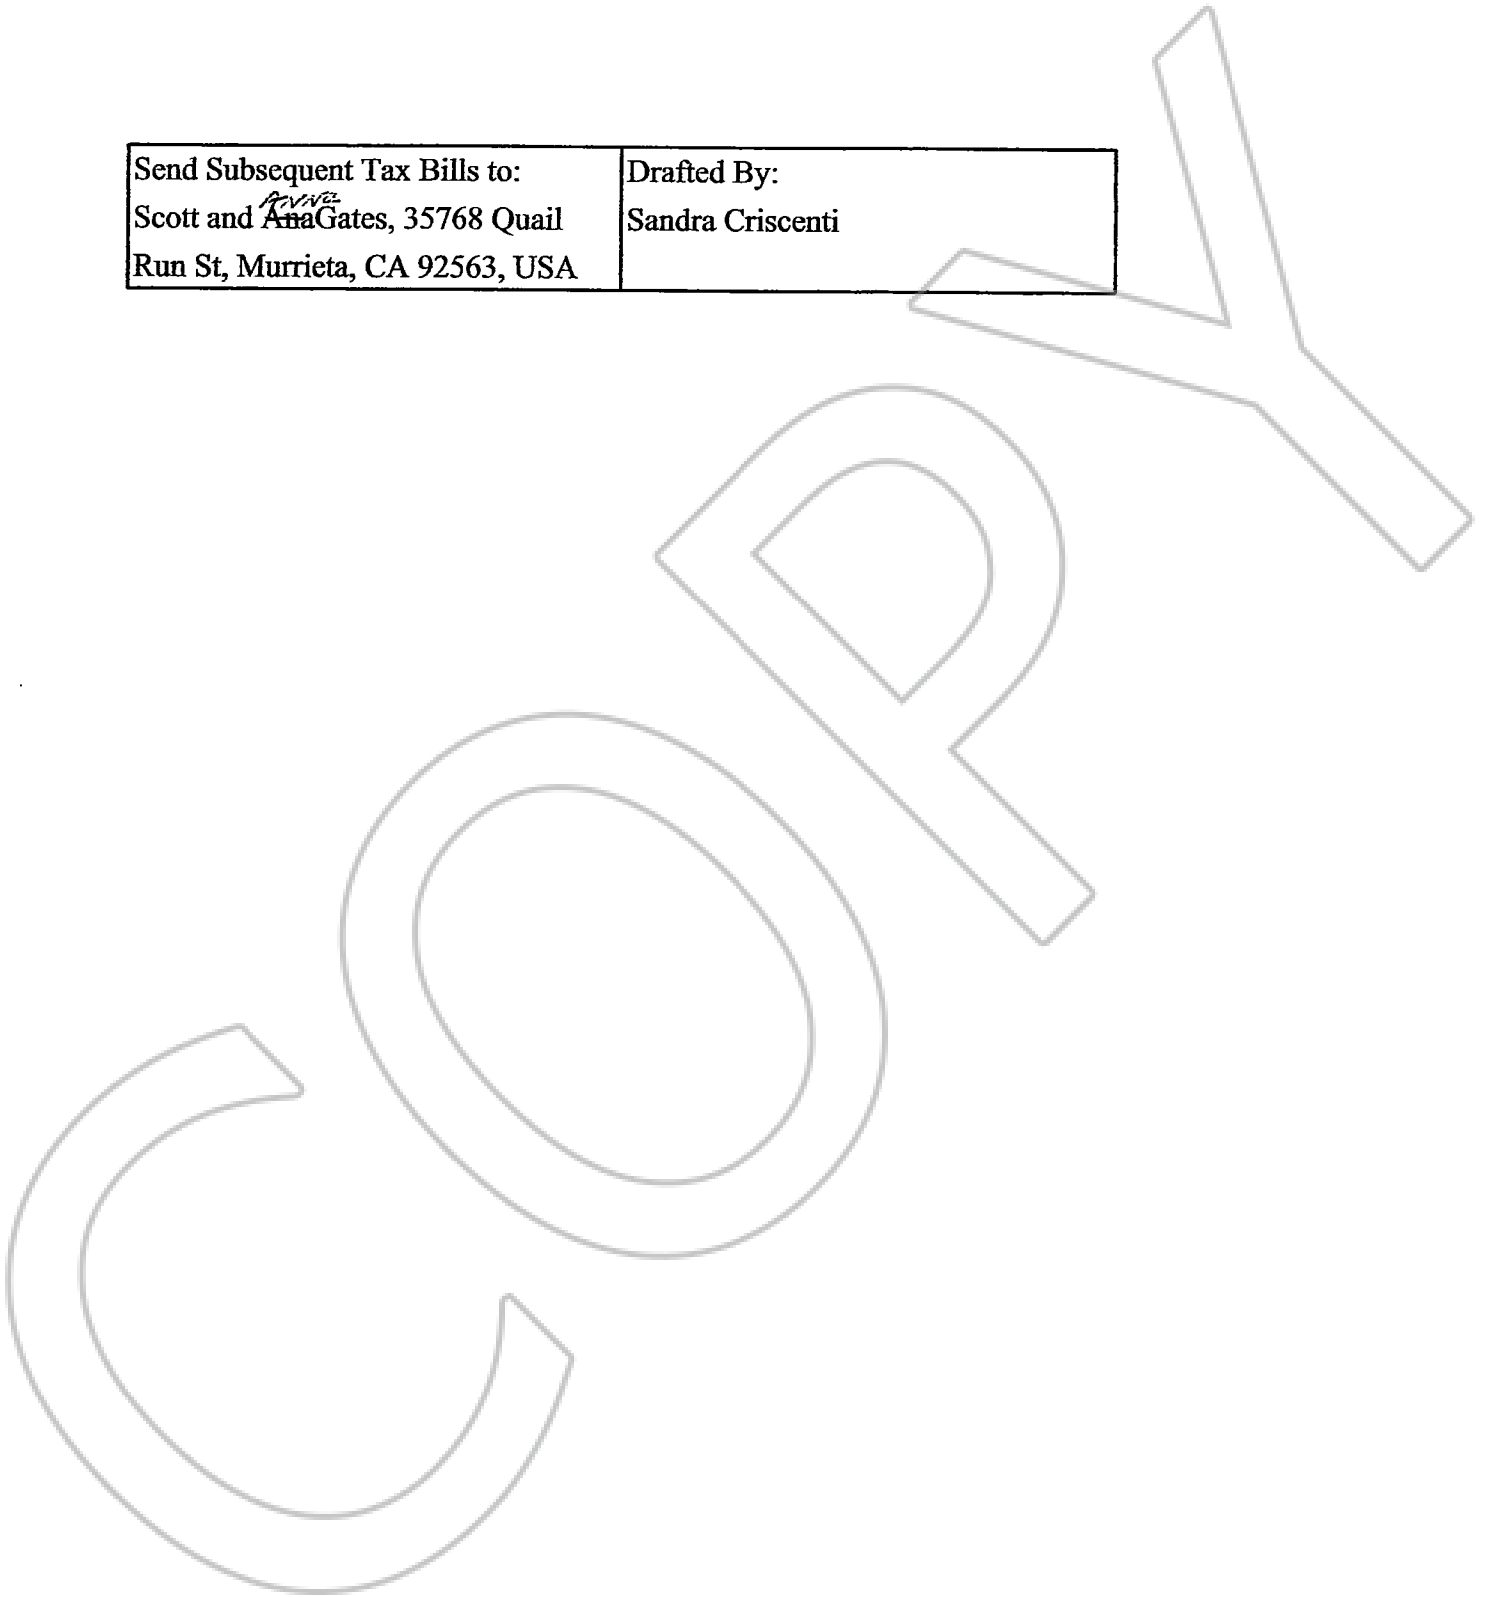 Send Subsequent Tax Bills to:
Anna
Scott and AnaGates, 35768 Quail
Run St, Murrieta, CA 92563, USA
Drafted By:
Sandra Criscenti
COPY